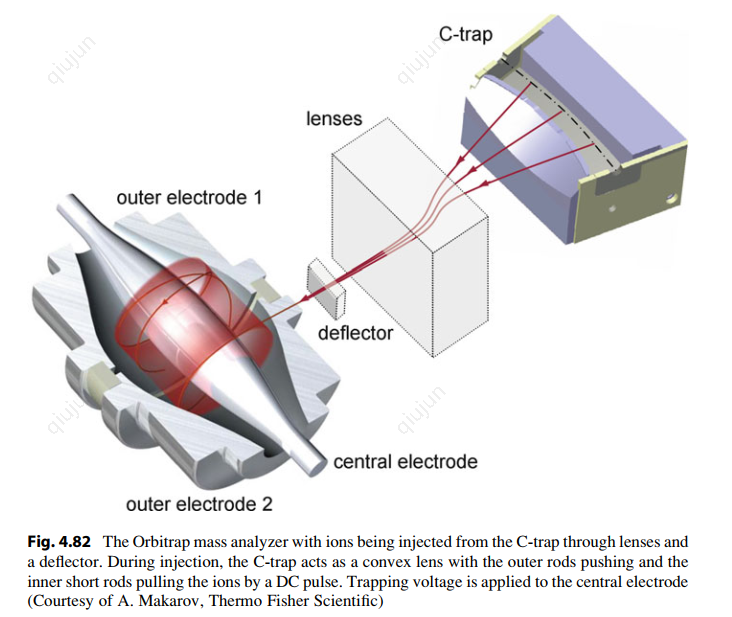 C-trap
lenses
outer electrode 1
deflector
central electrode
outer electrode 2
Fig. 4.82 The Orbitrap mass analyzer with ions being injected from the C-trap through lenses and
a deflector. During injection, the C-trap acts as a convex lens with the outer rods pushing and the
inner short rods pulling the ions by a DC pulse. Trapping voltage is applied to the central electrode
(Courtesy of A. Makarov, Thermo Fisher Scientific)
qiujun
qiujun
qiujun
qiujun